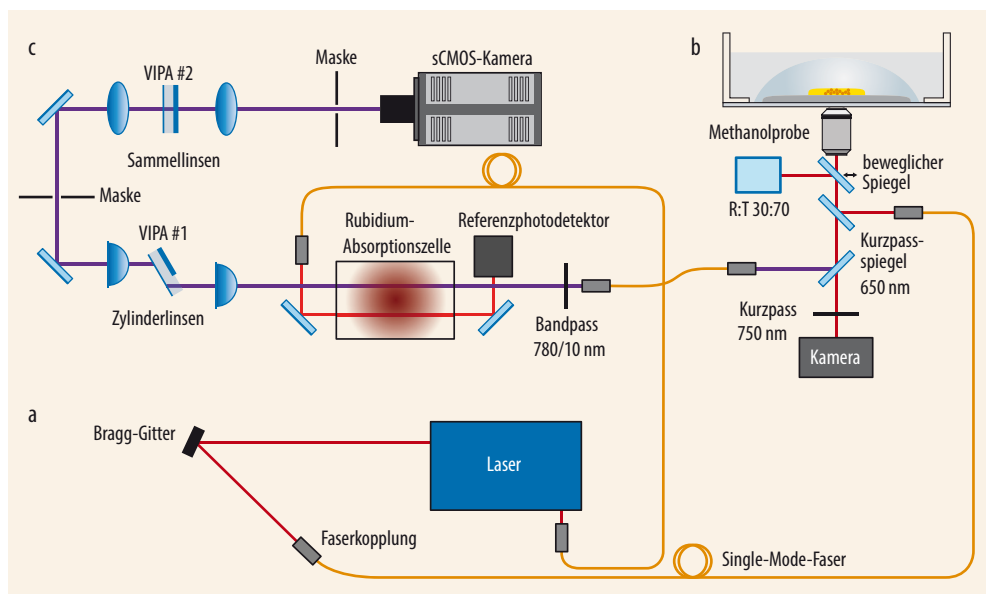 c
VIPA #2
Maske
sCMOS-Kamera
Sammellinsen
Maske
VIPA #1
Zylinderlinsen
Rubidium-
Absorptionszelle
Referenzphotodetektor
Bandpass
780/10 nm
b
Methanolprobe
beweglicher
Spiegel
R:T 30:70
Kurzpass-
spiegel
650 nm
Kurzpass
750 nm
Kamera
a
Bragg-Gitter
Laser
Faserkopplung
Single-Mode-Faser